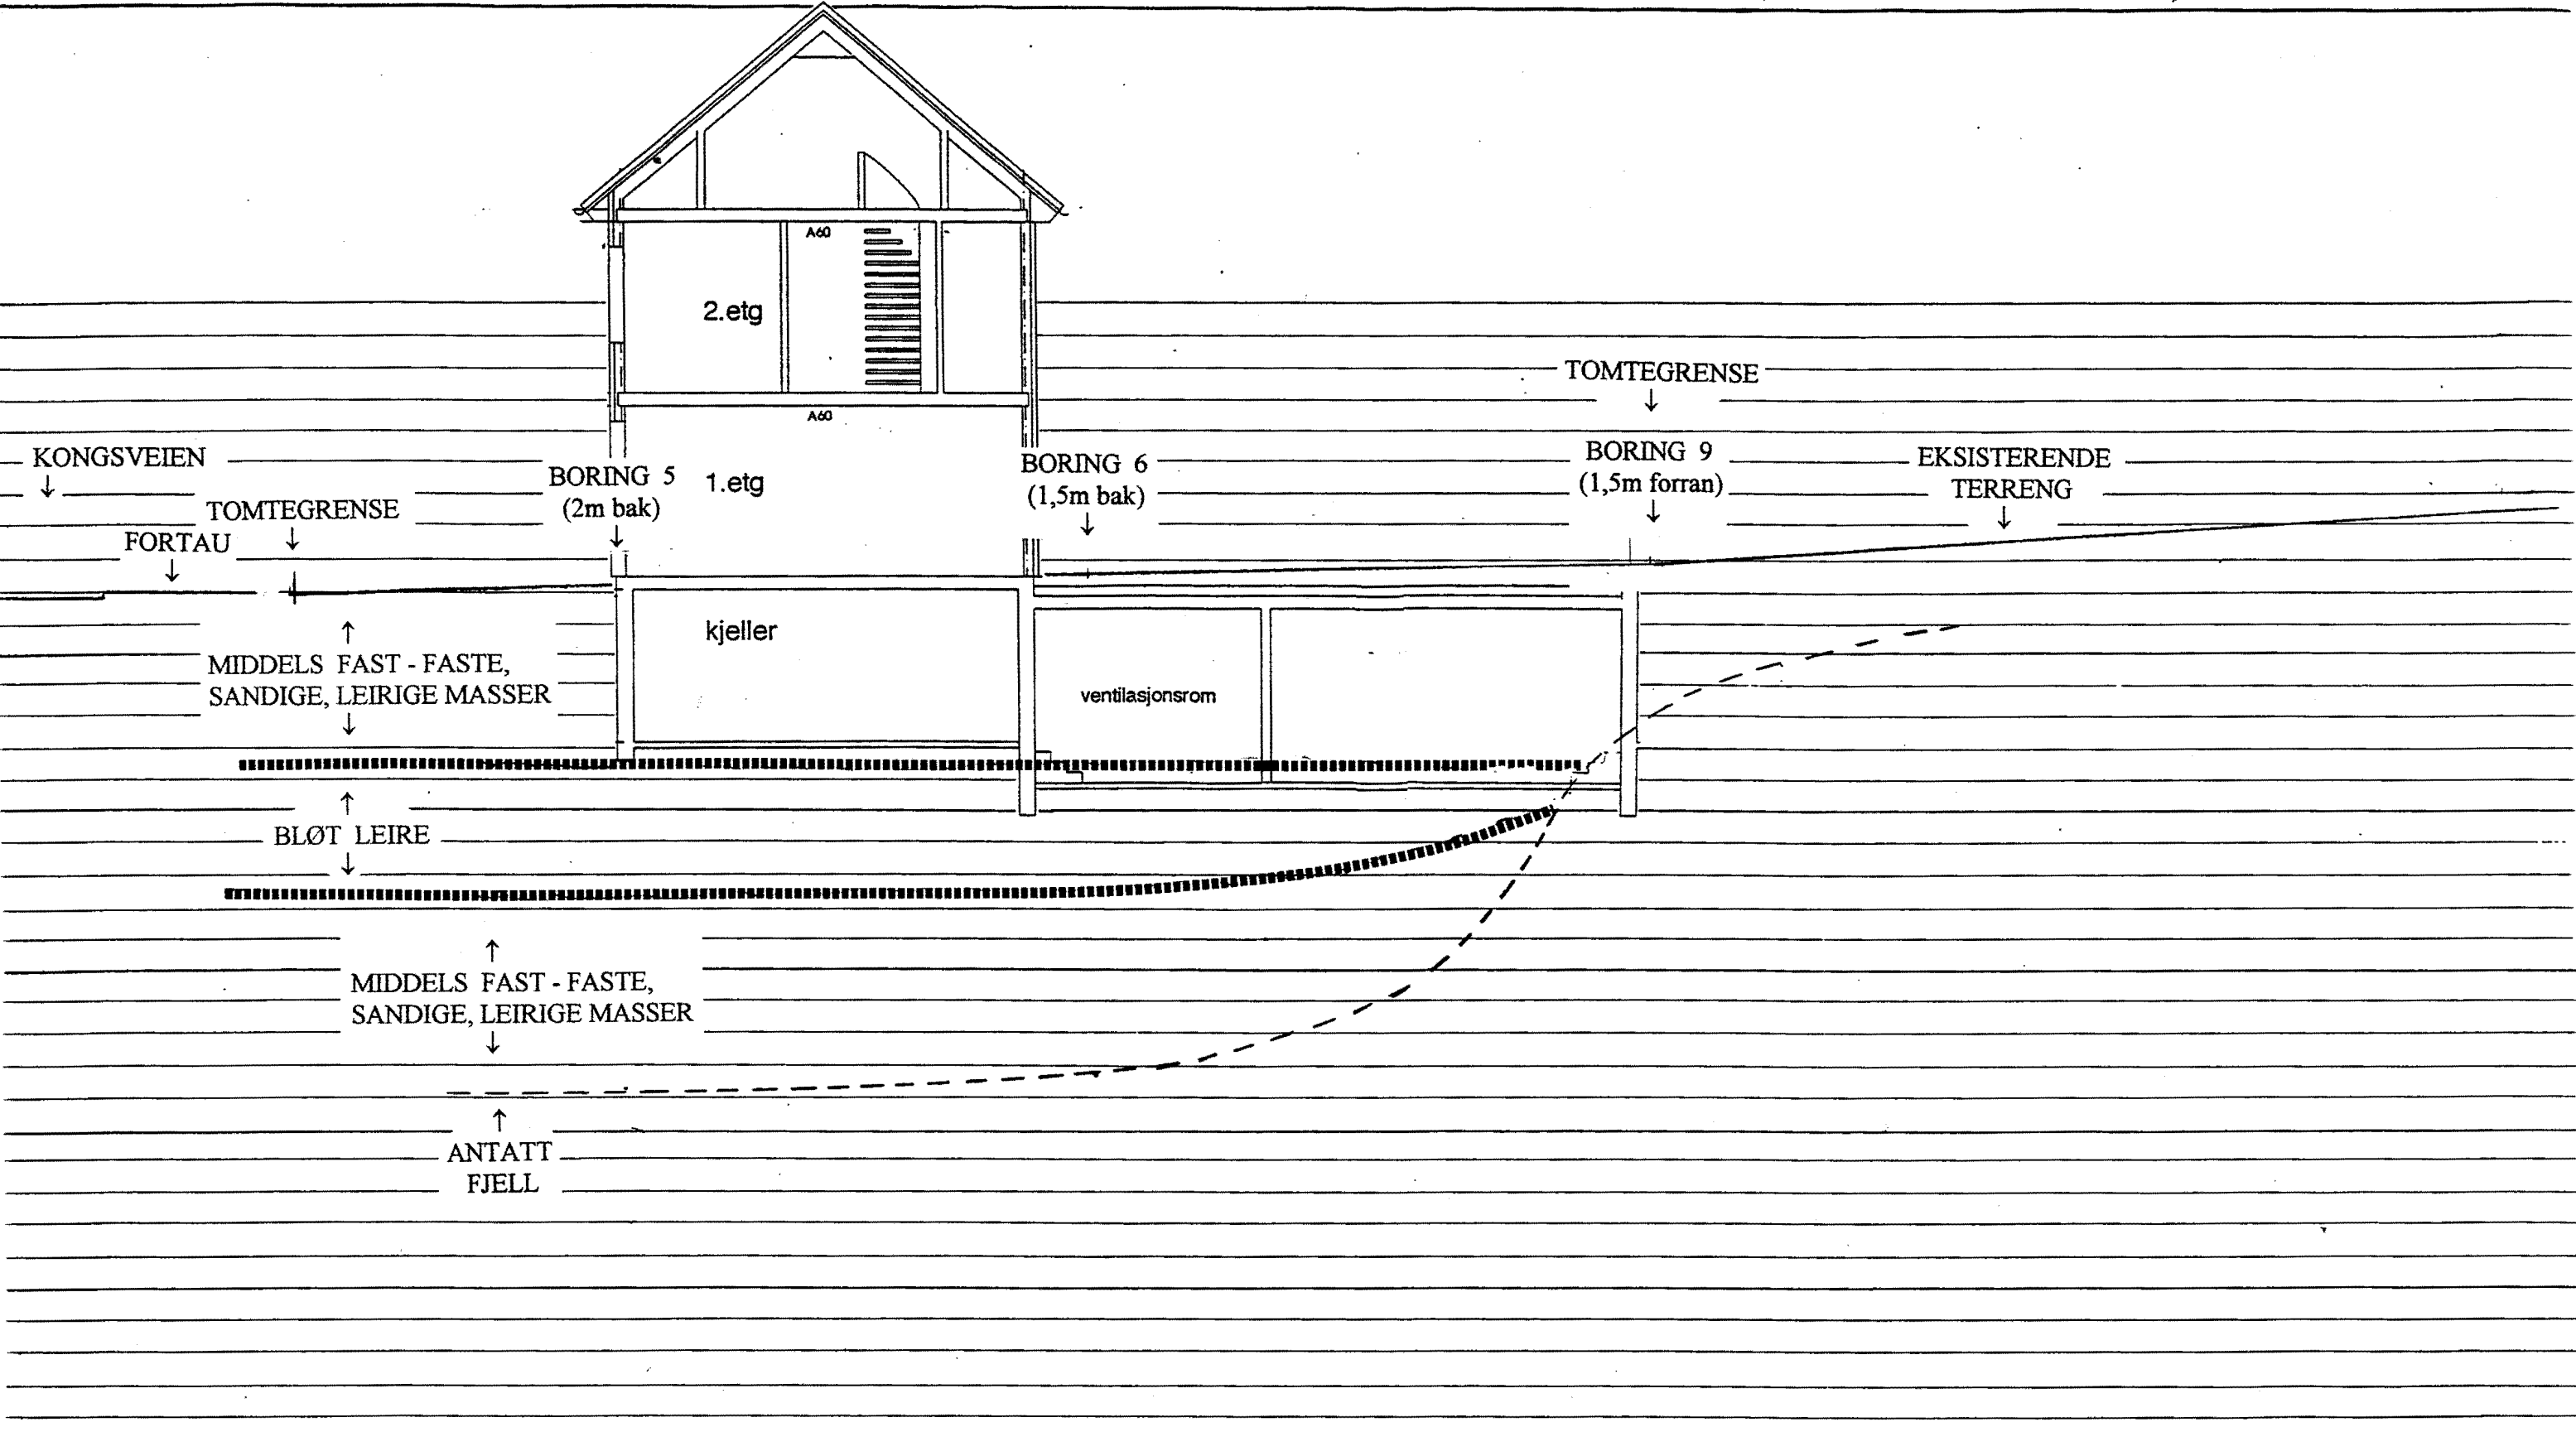 A60
2.etg
A60
TOMTEGRENSE
KONGSVEIEN
TOMTEGRENSE
FORTAU
BORING 5
(2m bak)
1.etg
BORING 6
(1,5m bak)
BORING 9
(1,5m forran)
EKSISTERENDE
TERRENG
kjeller
MIDDELS FAST - FASTE,
SANDIGE, LEIRIGE MASSER
ventilasjonsrom
BLØT LEIRE
MIDDELS FAST - FASTE,
SANDIGE, LEIRIGE MASSER
ANTATT
FJELL